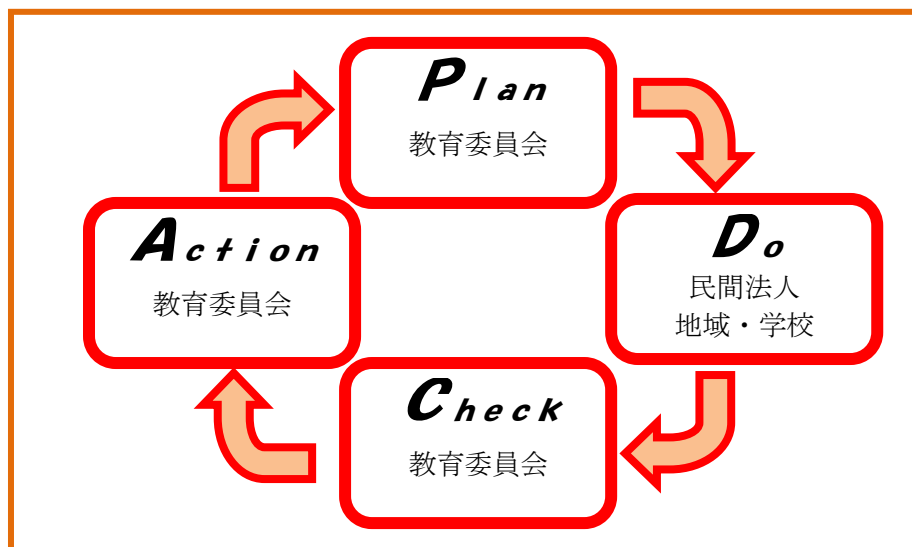 Plan
教育委員会
Action
教育委員会
Do
民間法人
地域・学校
Check
教育委員会